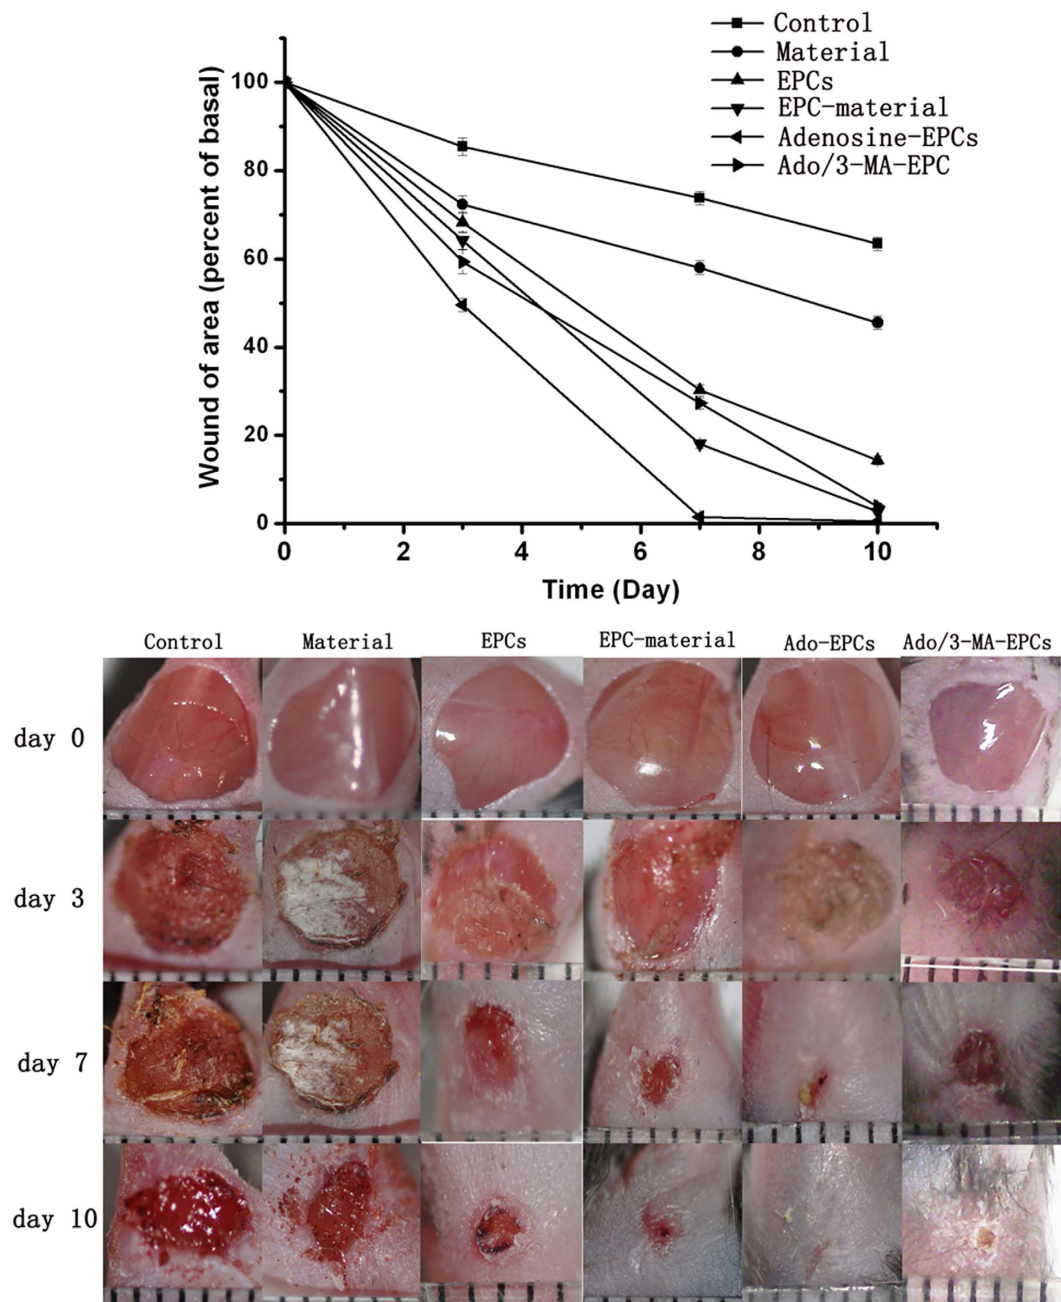 Control
Material
EPCs
EPC-material
Adenosine-EPCs
Ado/3-MA-EPC
Wound of area (percent of basal)
100
80
60
40
20
0
0 2 4 6 8 10
Time (Day)
Control Material EPCs EPC-material Ado-EPCs Ado/3-MA-EPCs
day 0
day 3
day 7
day 10